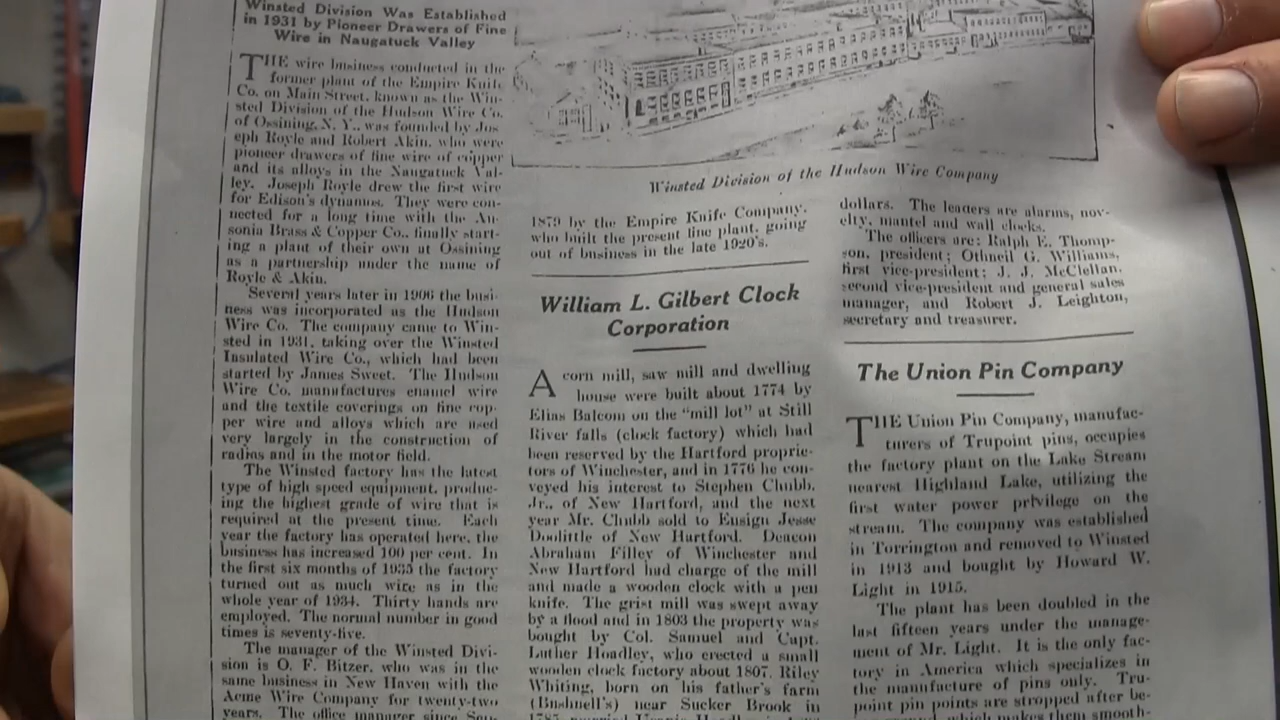 Winsted Division Was Established
in 1931 by Pioneer Drawers of Fine
Wire in Naugatuck Valley
THE wire business conducted in the
former plant of the Empire Knife
Co. on Main Street, known as the Win-
sted Division of the Hudson Wire Co.
of Ossining, N. Y., was founded by Jos-
eph Royle and Robert Akin, who were
pioneer drawers of fine wire of copper
and its alloys in the Naugatuck Val-
ley. Joseph Royle drew the first wire
for Edison's dynamos. They were con-
nected for a long time with the An-
sonia Brass & Copper Co., finally start-
ing a plant of their own at Ossining
as a partnership under the name of
Royle & Akin.
Several years later in 1906 the busi-
ness was incorporated as the Hudson
Wire Co. The company came to Win-
sted in 1931, taking over the Winsted
Insulated Wire Co., which had been
started by James Sweet. The Hudson
Wire Co. manufactures enamel wire
and the textile coverings on fine cop-
per wire and alloys which are used
very largely in the construction of
radios and in the motor field.
The Winsted factory has the latest
type of high speed equipment, produc-
ing the highest grade of wire that is
required at the present time. Each
year the factory has operated here, the
business has increased 100 per cent. In
the first six months of 1935 the factory
turned out as much wire as in the
whole year of 1934. Thirty hands are
employed. The normal number in good
times is seventy-five.
The manager of the Winsted Divi-
sion is O. F. Bitzer, who was in the
same business in New Haven with the
Acme Wire Company for twenty-two
years. The office manager since
Winsted Division of the Hudson Wire Company
1879 by the Empire Knife Company,
who built the present fine plant, going
out of business in the late 1920's.
William L. Gilbert Clock
Corporation
A corn mill, saw mill and dwelling
house were built about 1774 by
Elias Balcom on the "mill lot" at Still
River falls (clock factory) which had
been reserved by the Hartford proprie-
tors of Winchester, and in 1776 he con-
veyed his interest to Stephen Chubb,
Jr., of New Hartford, and the next
year Mr. Chubb sold to Ensign Jesse
Doolittle of New Hartford. Deacon
Abraham Filley of Winchester and
New Hartford had charge of the mill
and made a wooden clock with a pen
knife. The grist mill was swept away
by a flood and in 1803 the property was
bought by Col. Samuel and Capt.
Luther Hoadley, who erected a small
wooden clock factory about 1807. Riley
Whiting, born on his father's farm
(Bushnell's) near Sucker Brook in
dollars. The leaders are alarms, nov-
elty, mantel and wall clocks.
The officers are: Ralph E. Thomp-
son, president; Othneil G. Williams,
first vice-president; J. J. McClellan,
second vice-president and general sales
manager, and Robert J. Leighton,
secretary and treasurer.
The Union Pin Company
THE Union Pin Company, manufac-
turers of Trupoint pins, occupies
the factory plant on the Lake Stream
nearest Highland Lake, utilizing the
first water power privilege on the
stream. The company was established
in Torrington and removed to Winsted
in 1913 and bought by Howard W.
Light in 1915.
The plant has been doubled in the
last fifteen years under the manage-
ment of Mr. Light. It is the only fac-
tory in America which specializes in
the manufacture of pins only. Tru-
point pin points are stropped after be-
which makes them smooth-